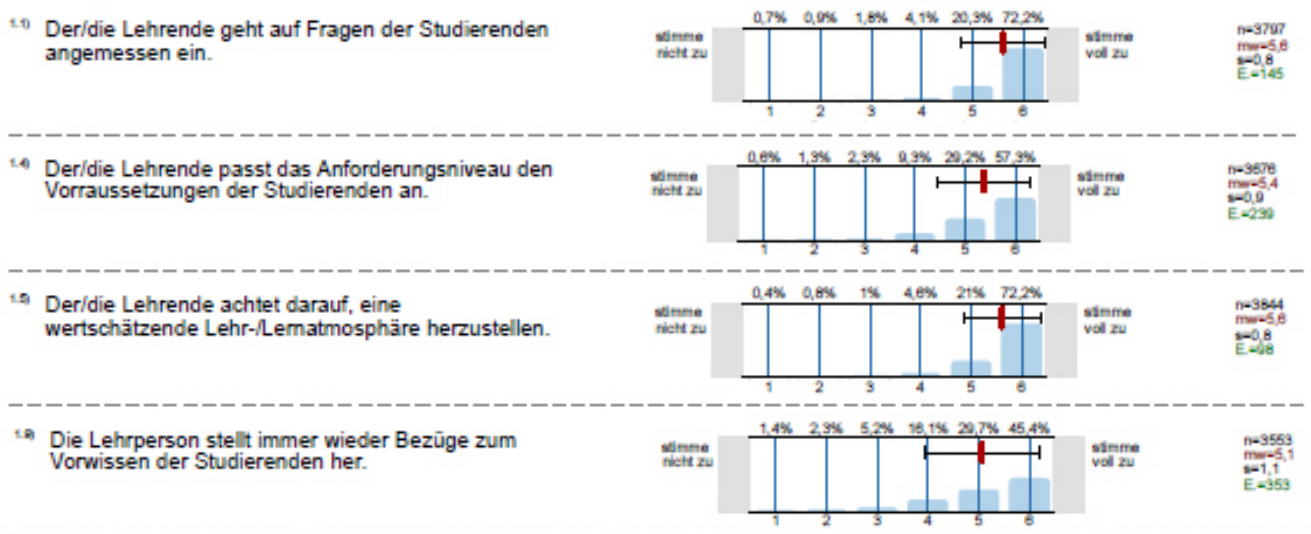 1.1) Der/die Lehrende geht auf Fragen der Studierenden
angemessen ein.
stimme
nicht zu
0,7% 0,9% 1,8% 4,1% 20,3% 72,2%
1 2 3 4 5 6
stimme
voll zu
n=3797
mw=5,6
s=0,8
E.=145
1.4) Der/die Lehrende passt das Anforderungsniveau den
Vorraussetzungen der Studierenden an.
stimme
nicht zu
0,6% 1,3% 2,3% 9,3% 29,2% 57,3%
1 2 3 4 5 6
stimme
voll zu
n=3676
mw=5,4
s=0,9
E.=239
1.5) Der/die Lehrende achtet darauf, eine
wertschätzende Lehr-/Lernatmosphäre herzustellen.
stimme
nicht zu
0,4% 0,8% 1% 4,6% 21% 72,2%
1 2 3 4 5 6
stimme
voll zu
n=3844
mw=5,6
s=0,8
E.=98
1.9) Die Lehrperson stellt immer wieder Bezüge zum
Vorwissen der Studierenden her.
stimme
nicht zu
1,4% 2,3% 5,2% 16,1% 29,7% 45,4%
1 2 3 4 5 6
stimme
voll zu
n=3553
mw=5,1
s=1,1
E.=353